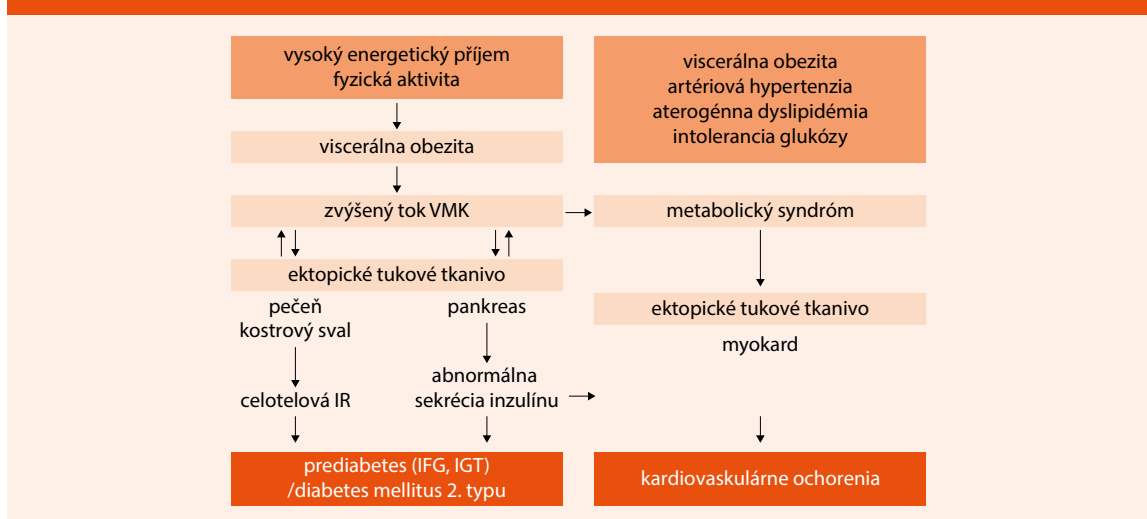 vysoký energetický příjem
fyzická aktivita
viscerálna obezita
zvýšený tok VMK
ektopické tukové tkanivo
pečeň
kostrový sval
pankreas
celotelová IR
abnormálna
sekrécia inzulínu
prediabetes (IFG, IGT)
/diabetes mellitus 2. typu
viscerálna obezita
artériová hypertenzia
aterogénna dyslipidémia
intolerancia glukózy
metabolický syndróm
ektopické tukové tkanivo
myokard
kardiovaskulárne ochorenia